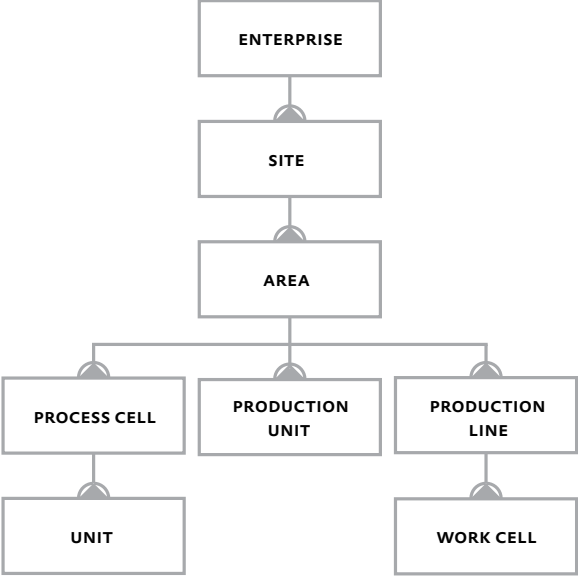 ENTERPRISE
SITE
AREA
PROCESS CELL
PRODUCTION
UNIT
PRODUCTION
LINE
UNIT
WORK CELL